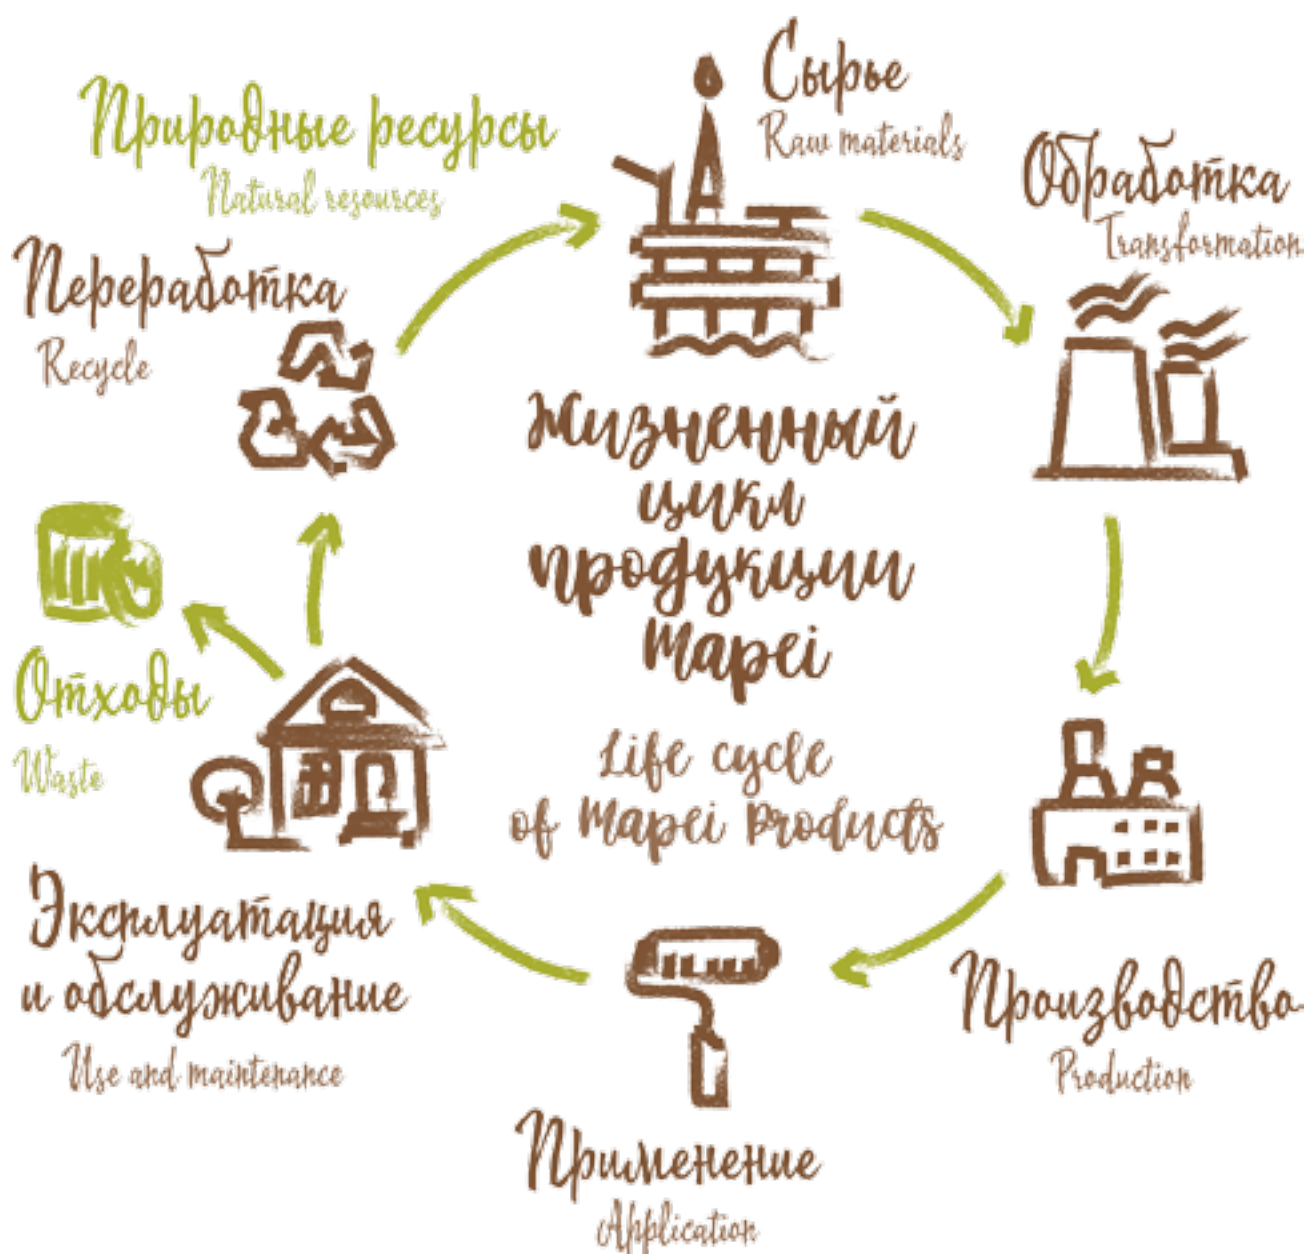 Сырье
Raw materials
Природные ресурсы
Natural resources
Обработка
Transformation
Переработка
Recycle
Жизненный
цикл
продукции
Mapei
Life cycle
of Mapei Products
Отходы
Waste
Эксплуатация
и обслуживание
Use and maintenance
Производство
Production
Применение
Application